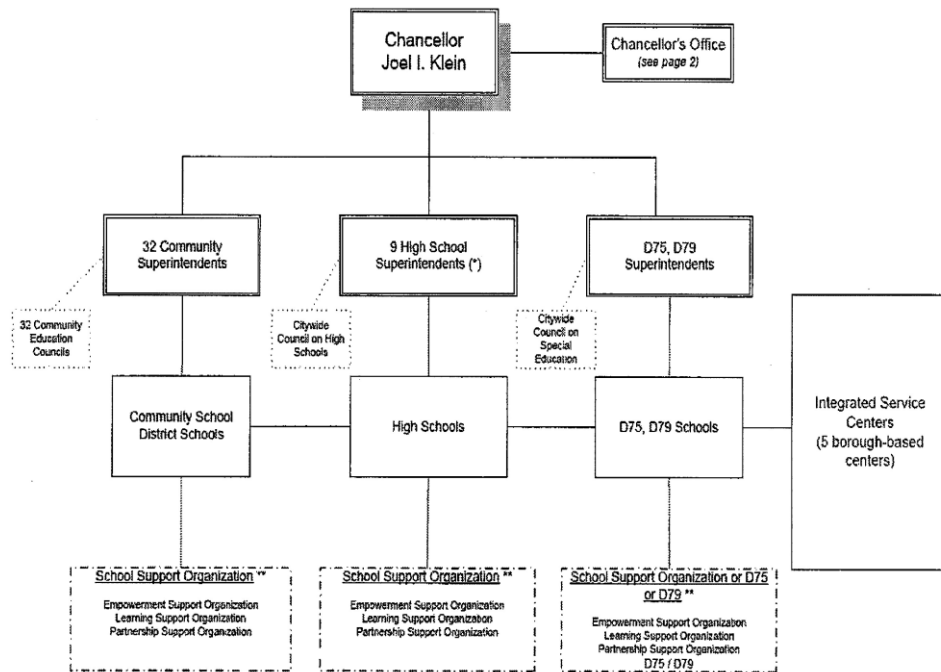 Chancellor
Joel I. Klein
Chancellor's Office
(see page 2)
32 Community
Superintendents
9 High School
Superintendents (*)
D75, D79
Superintendents
32 Community
Education
Councils
Citywide
Council on High
Schools
Citywide
Council on
Special
Education
Community School
District Schools
High Schools
D75, D79 Schools
Integrated Service
Centers
(5 borough-based
centers)
School Support Organization **
Empowerment Support Organization
Learning Support Organization
Partnership Support Organization
School Support Organization **
Empowerment Support Organization
Learning Support Organization
Partnership Support Organization
School Support Organization or D75
or D79 **
Empowerment Support Organization
Learning Support Organization
Partnership Support Organization
D75 / D79